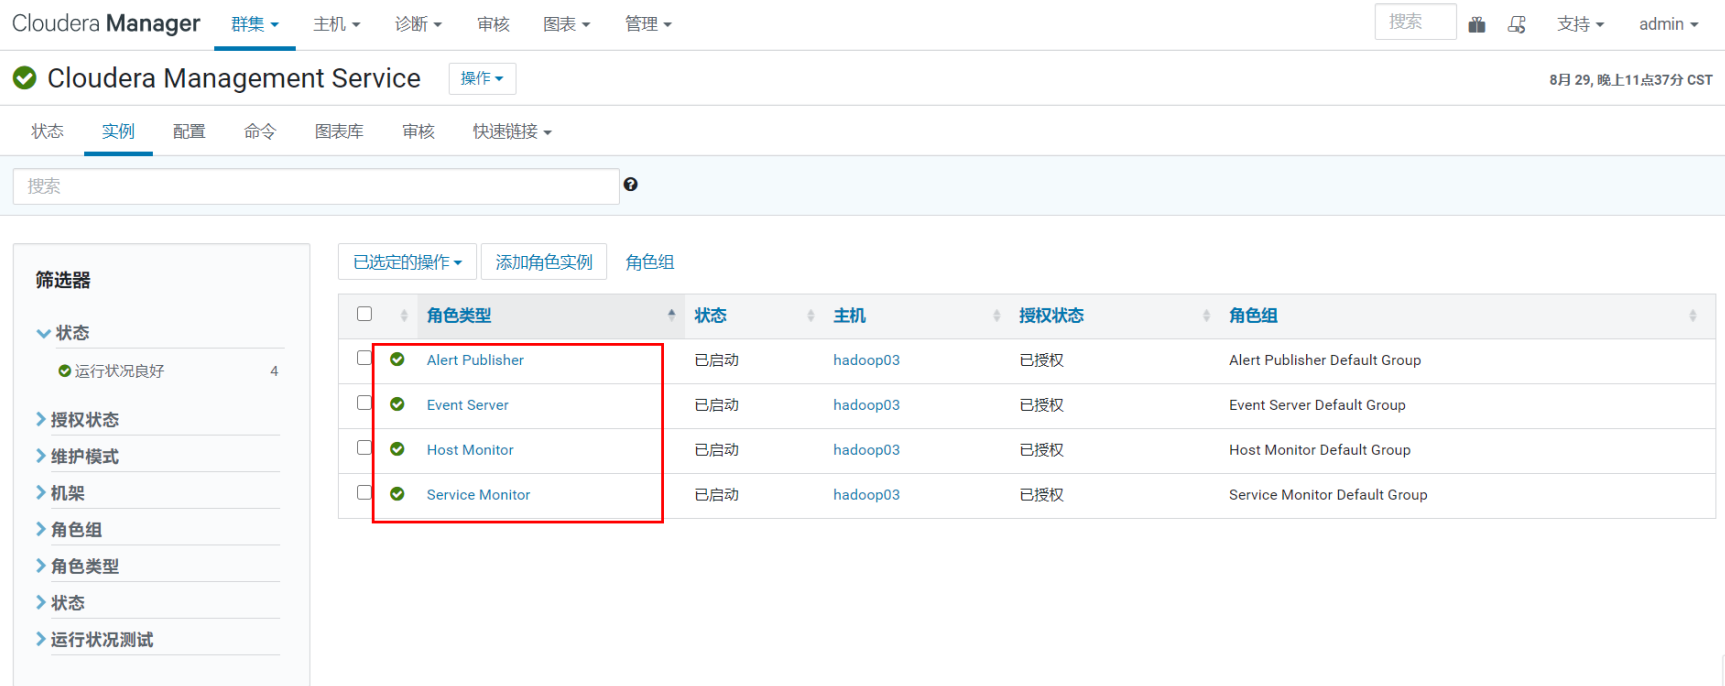 Cloudera Manager 群集 主机 诊断 审核 图表 管理 搜索 支持 admin
Cloudera Management Service 操作 8月 29, 晚上11点37分 CST
状态 实例 配置 命令 图表库 审核 快速链接
搜索
筛选器
状态
运行状况良好 4
授权状态
维护模式
机架
角色组
角色类型
状态
运行状况测试
已选定的操作 添加角色实例 角色组
角色类型 状态 主机 授权状态 角色组
Alert Publisher 已启动 hadoop03 已授权 Alert Publisher Default Group
Event Server 已启动 hadoop03 已授权 Event Server Default Group
Host Monitor 已启动 hadoop03 已授权 Host Monitor Default Group
Service Monitor 已启动 hadoop03 已授权 Service Monitor Default Group